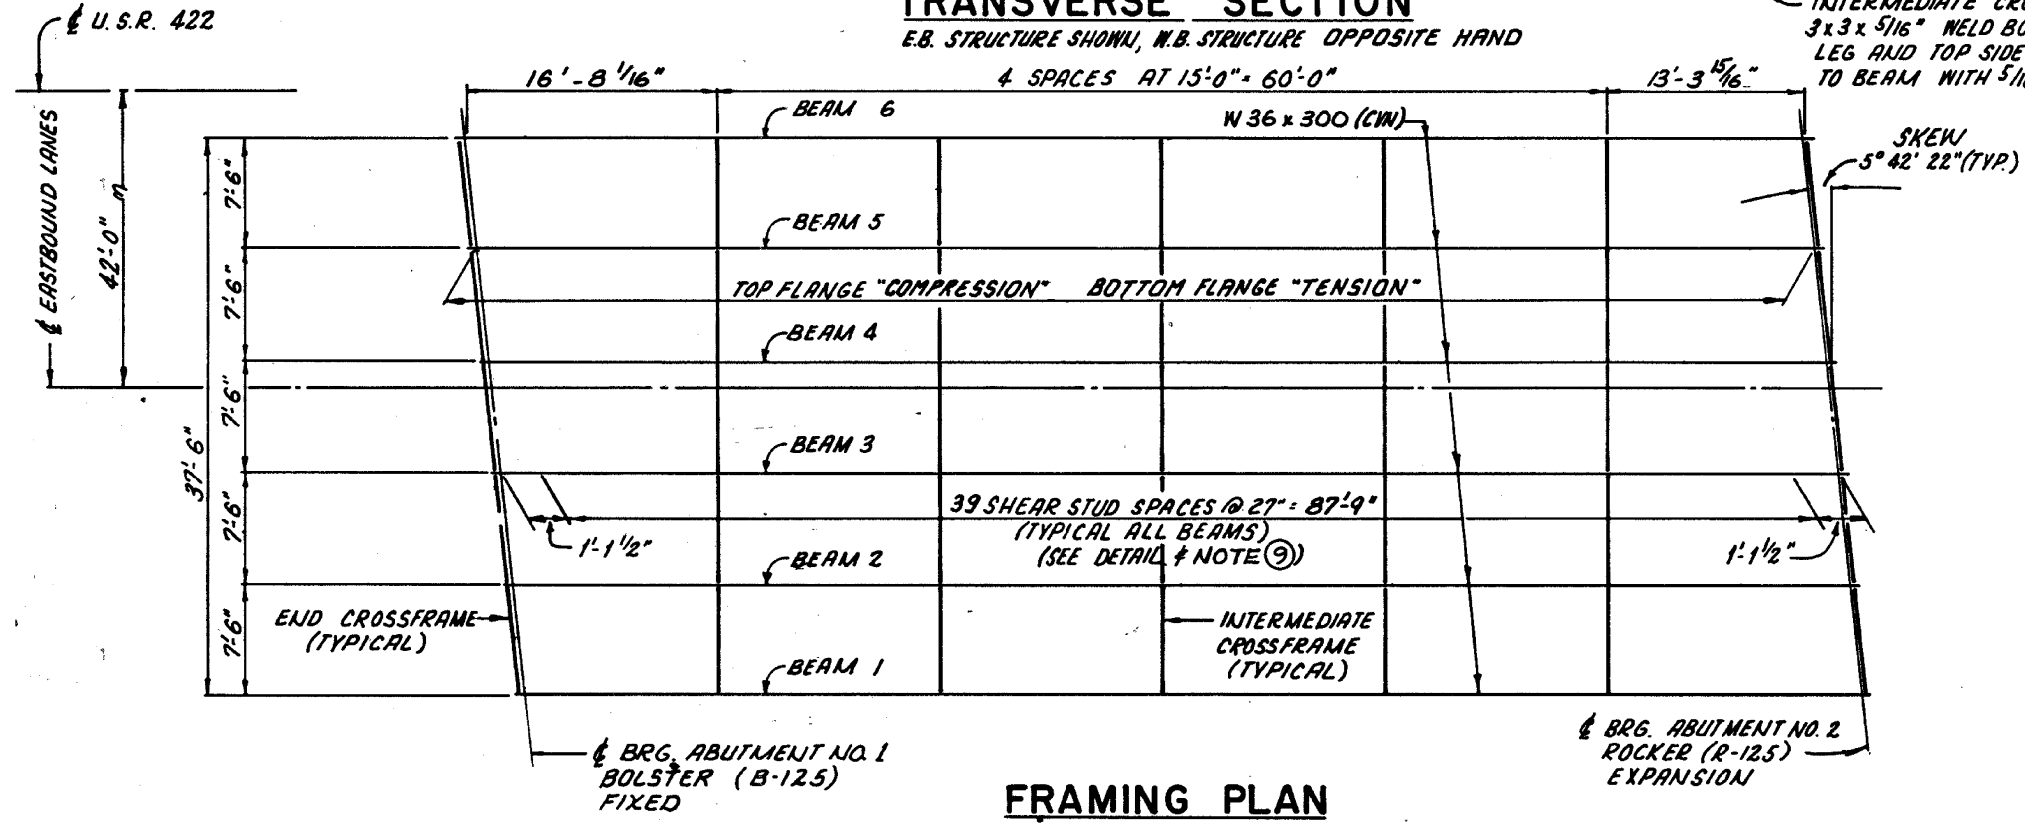 TRANSVERSE SECTION
E.B. STRUCTURE SHOWN, W.B. STRUCTURE OPPOSITE HAND
INTERMEDIATE
3 x 3 x 5/16" WELD
LEG AND TOP SIDE
TO BEAM WITH
℄ U.S.R. 422
16'-8 1/16"
4 SPACES AT 15'-0" = 60'-0"
13'-3 15/16"
BEAM 6
W 36 x 300 (CVN)
SKEW
5° 42' 22" (TYP.)
℄ EASTBOUND LANES
42'-0"
7'-6"
BEAM 5
7'-6"
TOP FLANGE "COMPRESSION" BOTTOM FLANGE "TENSION"
BEAM 4
7'-6"
37'-6"
BEAM 3
7'-6"
39 SHEAR STUD SPACES @ 27" = 87'-9"
(TYPICAL ALL BEAMS)
(SEE DETAIL & NOTE 9)
1'-1 1/2"
1'-1 1/2"
BEAM 2
7'-6"
END CROSSFRAME
(TYPICAL)
INTERMEDIATE
CROSSFRAME
(TYPICAL)
BEAM 1
℄ BRG. ABUTMENT NO. 1
BOLSTER (B-125)
FIXED
℄ BRG. ABUTMENT NO. 2
ROCKER (R-125)
EXPANSION
FRAMING PLAN